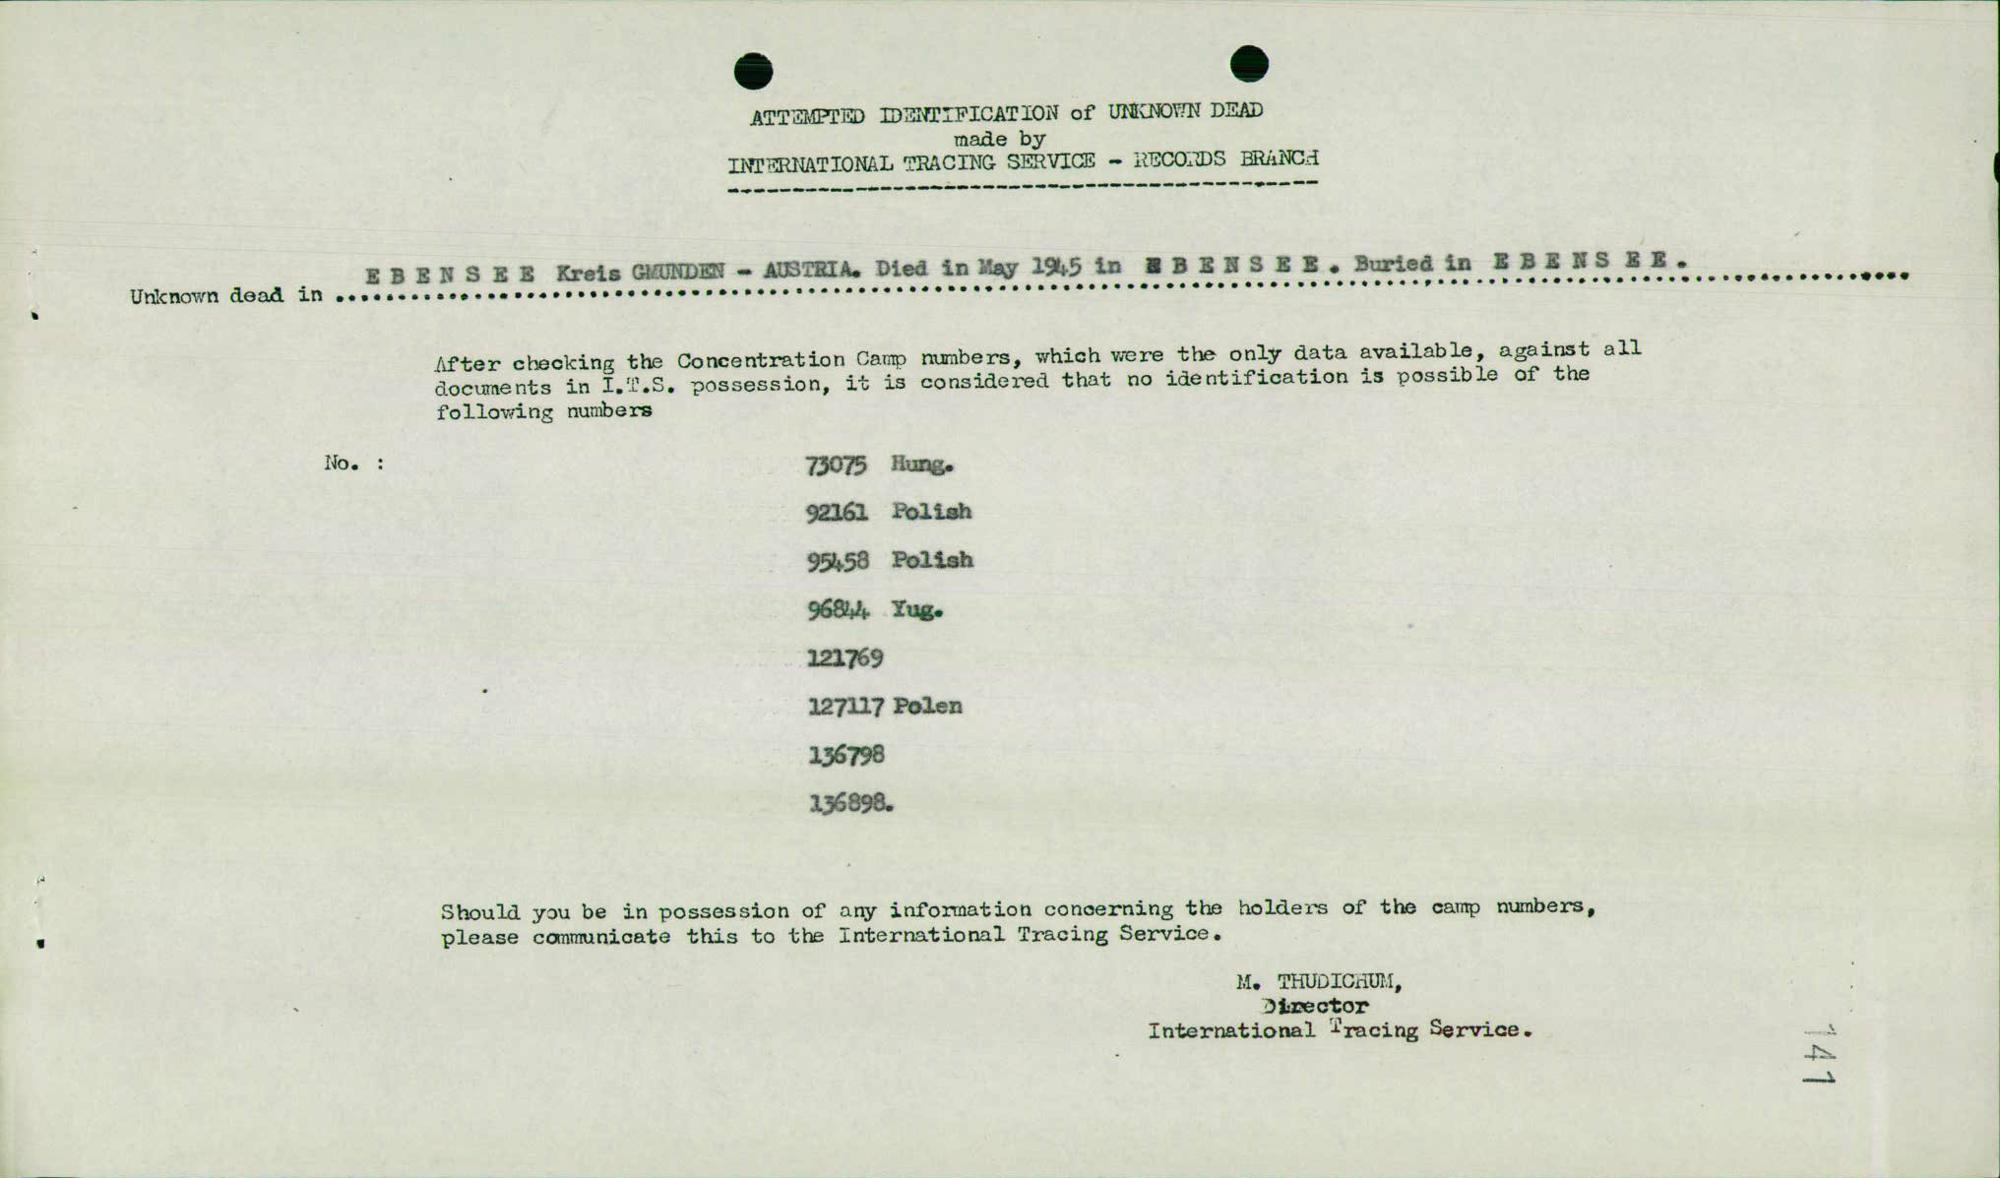 ATTEMPTED IDENTIFICATION of UNKNOWN DEAD
made by
INTERNATIONAL TRACING SERVICE - RECORDS BRANCH
Unknown dead in E B E N S E E Kreis GMUNDEN - AUSTRIA. Died in May 1945 in E B E N S E E. Buried in E B E N S E E.
After checking the Concentration Camp numbers, which were the only data available, against all
documents in I.T.S. possession, it is considered that no identification is possible of the
following numbers
No. :
73075 Hung.
92161 Polish
95458 Polish
96844 Yug.
121769
127117 Polen
136798
136898.
Should you be in possession of any information concerning the holders of the camp numbers,
please communicate this to the International Tracing Service.
M. THUDICHUM,
Director
International Tracing Service.
141